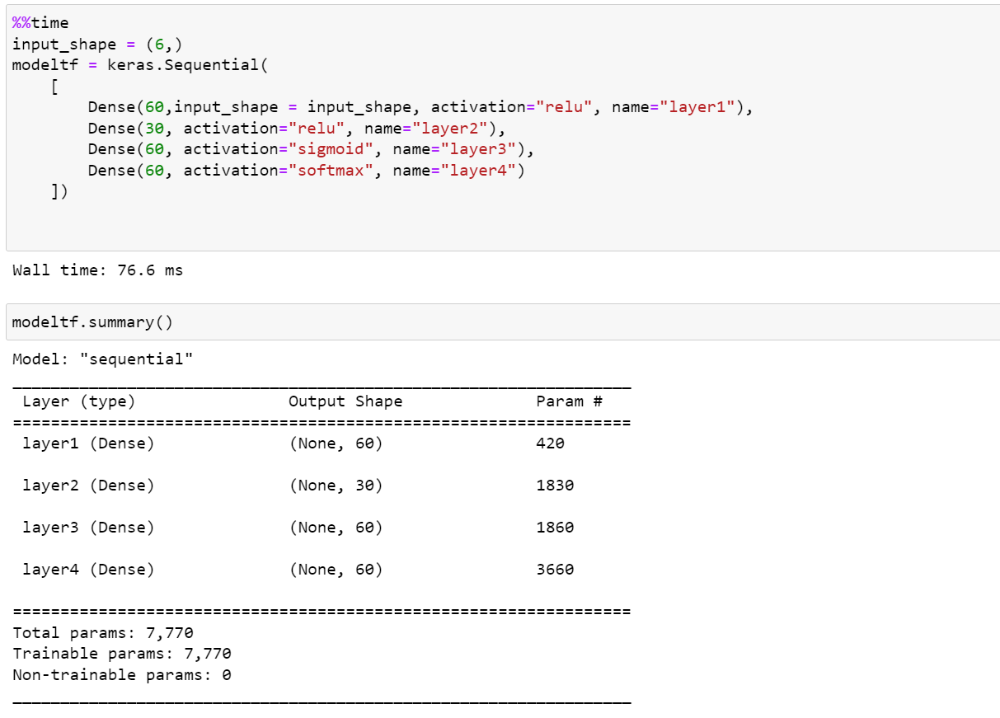 %%time
input_shape = (6,)
modeltf = keras.Sequential(
    [
        Dense(60,input_shape = input_shape, activation="relu", name="layer1"),
        Dense(30, activation="relu", name="layer2"),
        Dense(60, activation="sigmoid", name="layer3"),
        Dense(60, activation="softmax", name="layer4")
    ])
Wall time: 76.6 ms
modeltf.summary()
Model: "sequential"
_________________________________________________________________
 Layer (type)                Output Shape              Param #
=================================================================
 layer1 (Dense)              (None, 60)                420
 layer2 (Dense)              (None, 30)                1830
 layer3 (Dense)              (None, 60)                1860
 layer4 (Dense)              (None, 60)                3660
=================================================================
Total params: 7,770
Trainable params: 7,770
Non-trainable params: 0
_________________________________________________________________